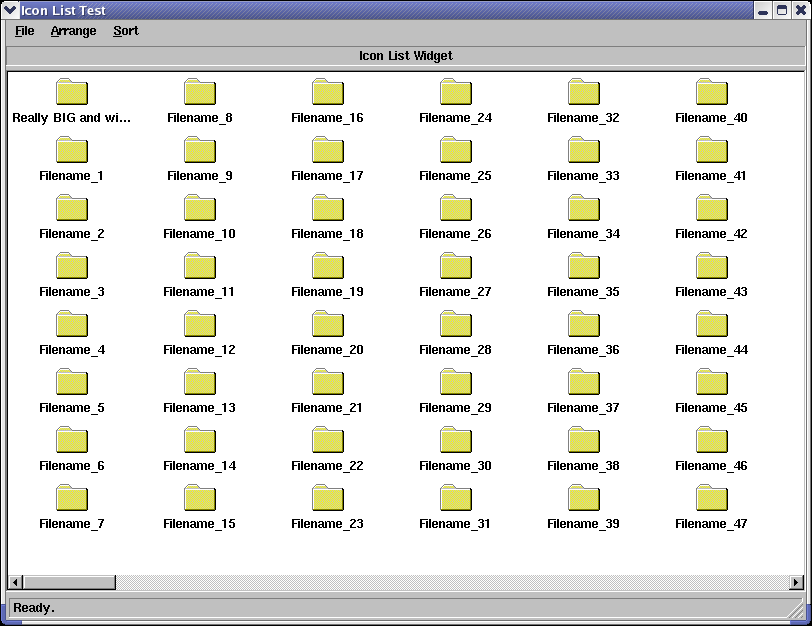 Icon List Test
File Arrange Sort
Icon List Widget
Really BIG and wi... Filename_8 Filename_16 Filename_24 Filename_32 Filename_40
Filename_1 Filename_9 Filename_17 Filename_25 Filename_33 Filename_41
Filename_2 Filename_10 Filename_18 Filename_26 Filename_34 Filename_42
Filename_3 Filename_11 Filename_19 Filename_27 Filename_35 Filename_43
Filename_4 Filename_12 Filename_20 Filename_28 Filename_36 Filename_44
Filename_5 Filename_13 Filename_21 Filename_29 Filename_37 Filename_45
Filename_6 Filename_14 Filename_22 Filename_30 Filename_38 Filename_46
Filename_7 Filename_15 Filename_23 Filename_31 Filename_39 Filename_47
Ready.